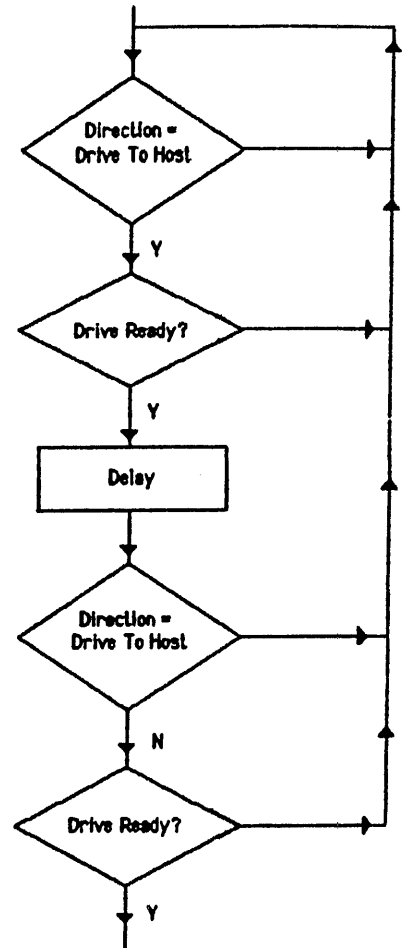 Direction =
Drive To Host
Y
Drive Ready?
Y
Delay
Direction =
Drive To Host
N
Drive Ready?
Y